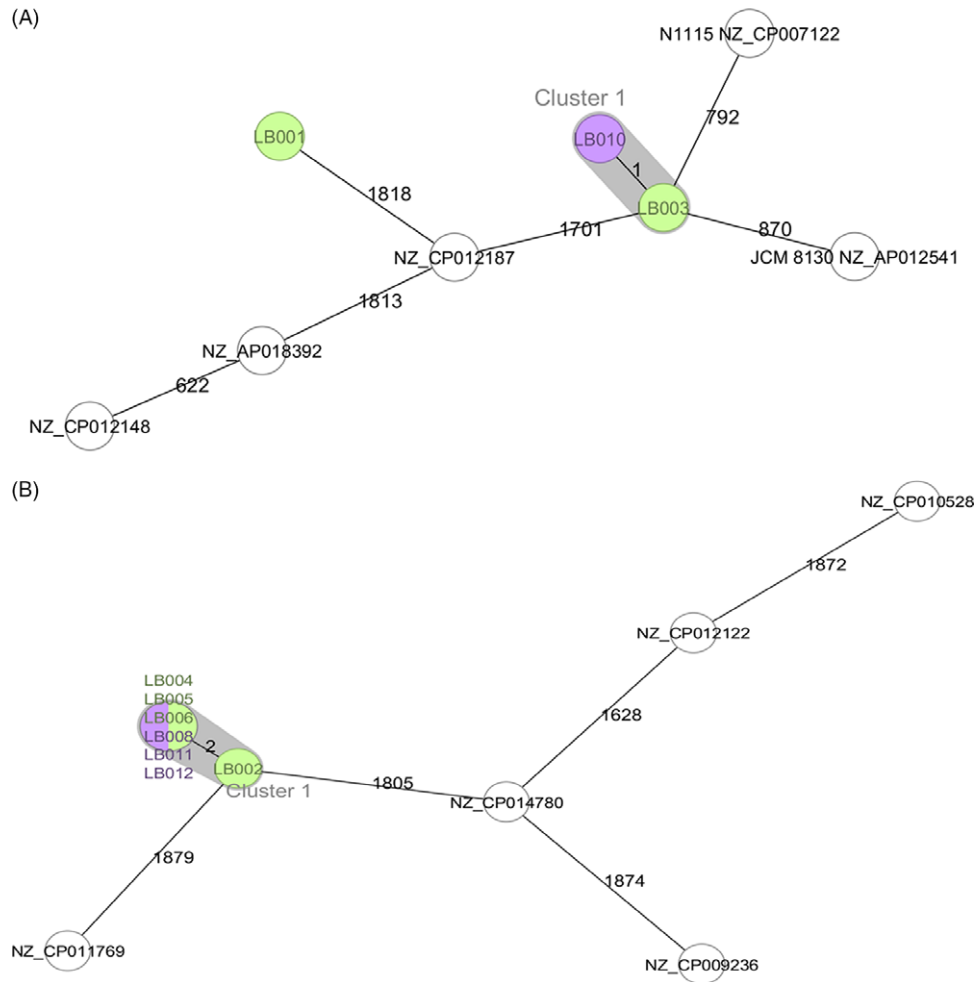 (A)
N1115 NZ_CP007122
Cluster 1
792
LB001
LB010
1
1818
LB003
1701
870
NZ_CP012187
JCM 8130 NZ_AP012541
1813
NZ_AP018392
622
NZ_CP012148
(B)
NZ_CP010528
1872
NZ_CP012122
LB004
LB005
LB006
LB008
LB011
LB012
2
LB002
Cluster 1
1628
1805
NZ_CP014780
1879
1874
NZ_CP011769
NZ_CP009236